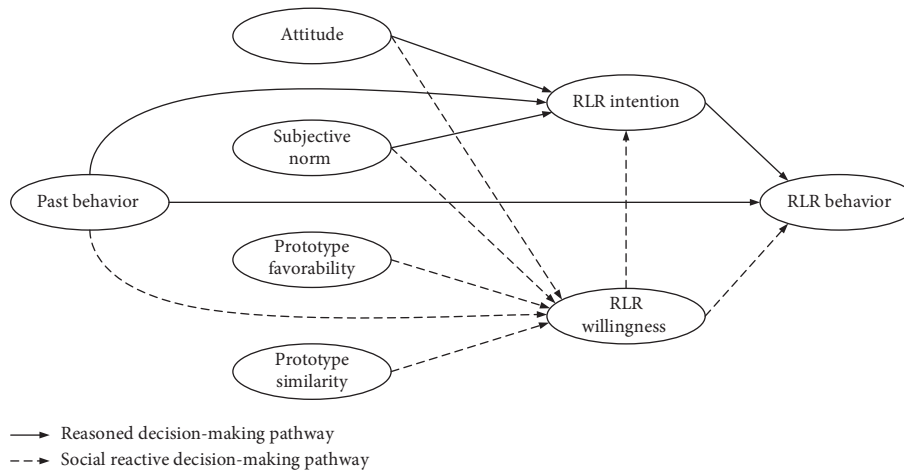 Attitude
RLR intention
Subjective
norm
Past behavior
RLR behavior
Prototype
favorability
RLR
willingness
Prototype
similarity
Reasoned decision-making pathway
Social reactive decision-making pathway